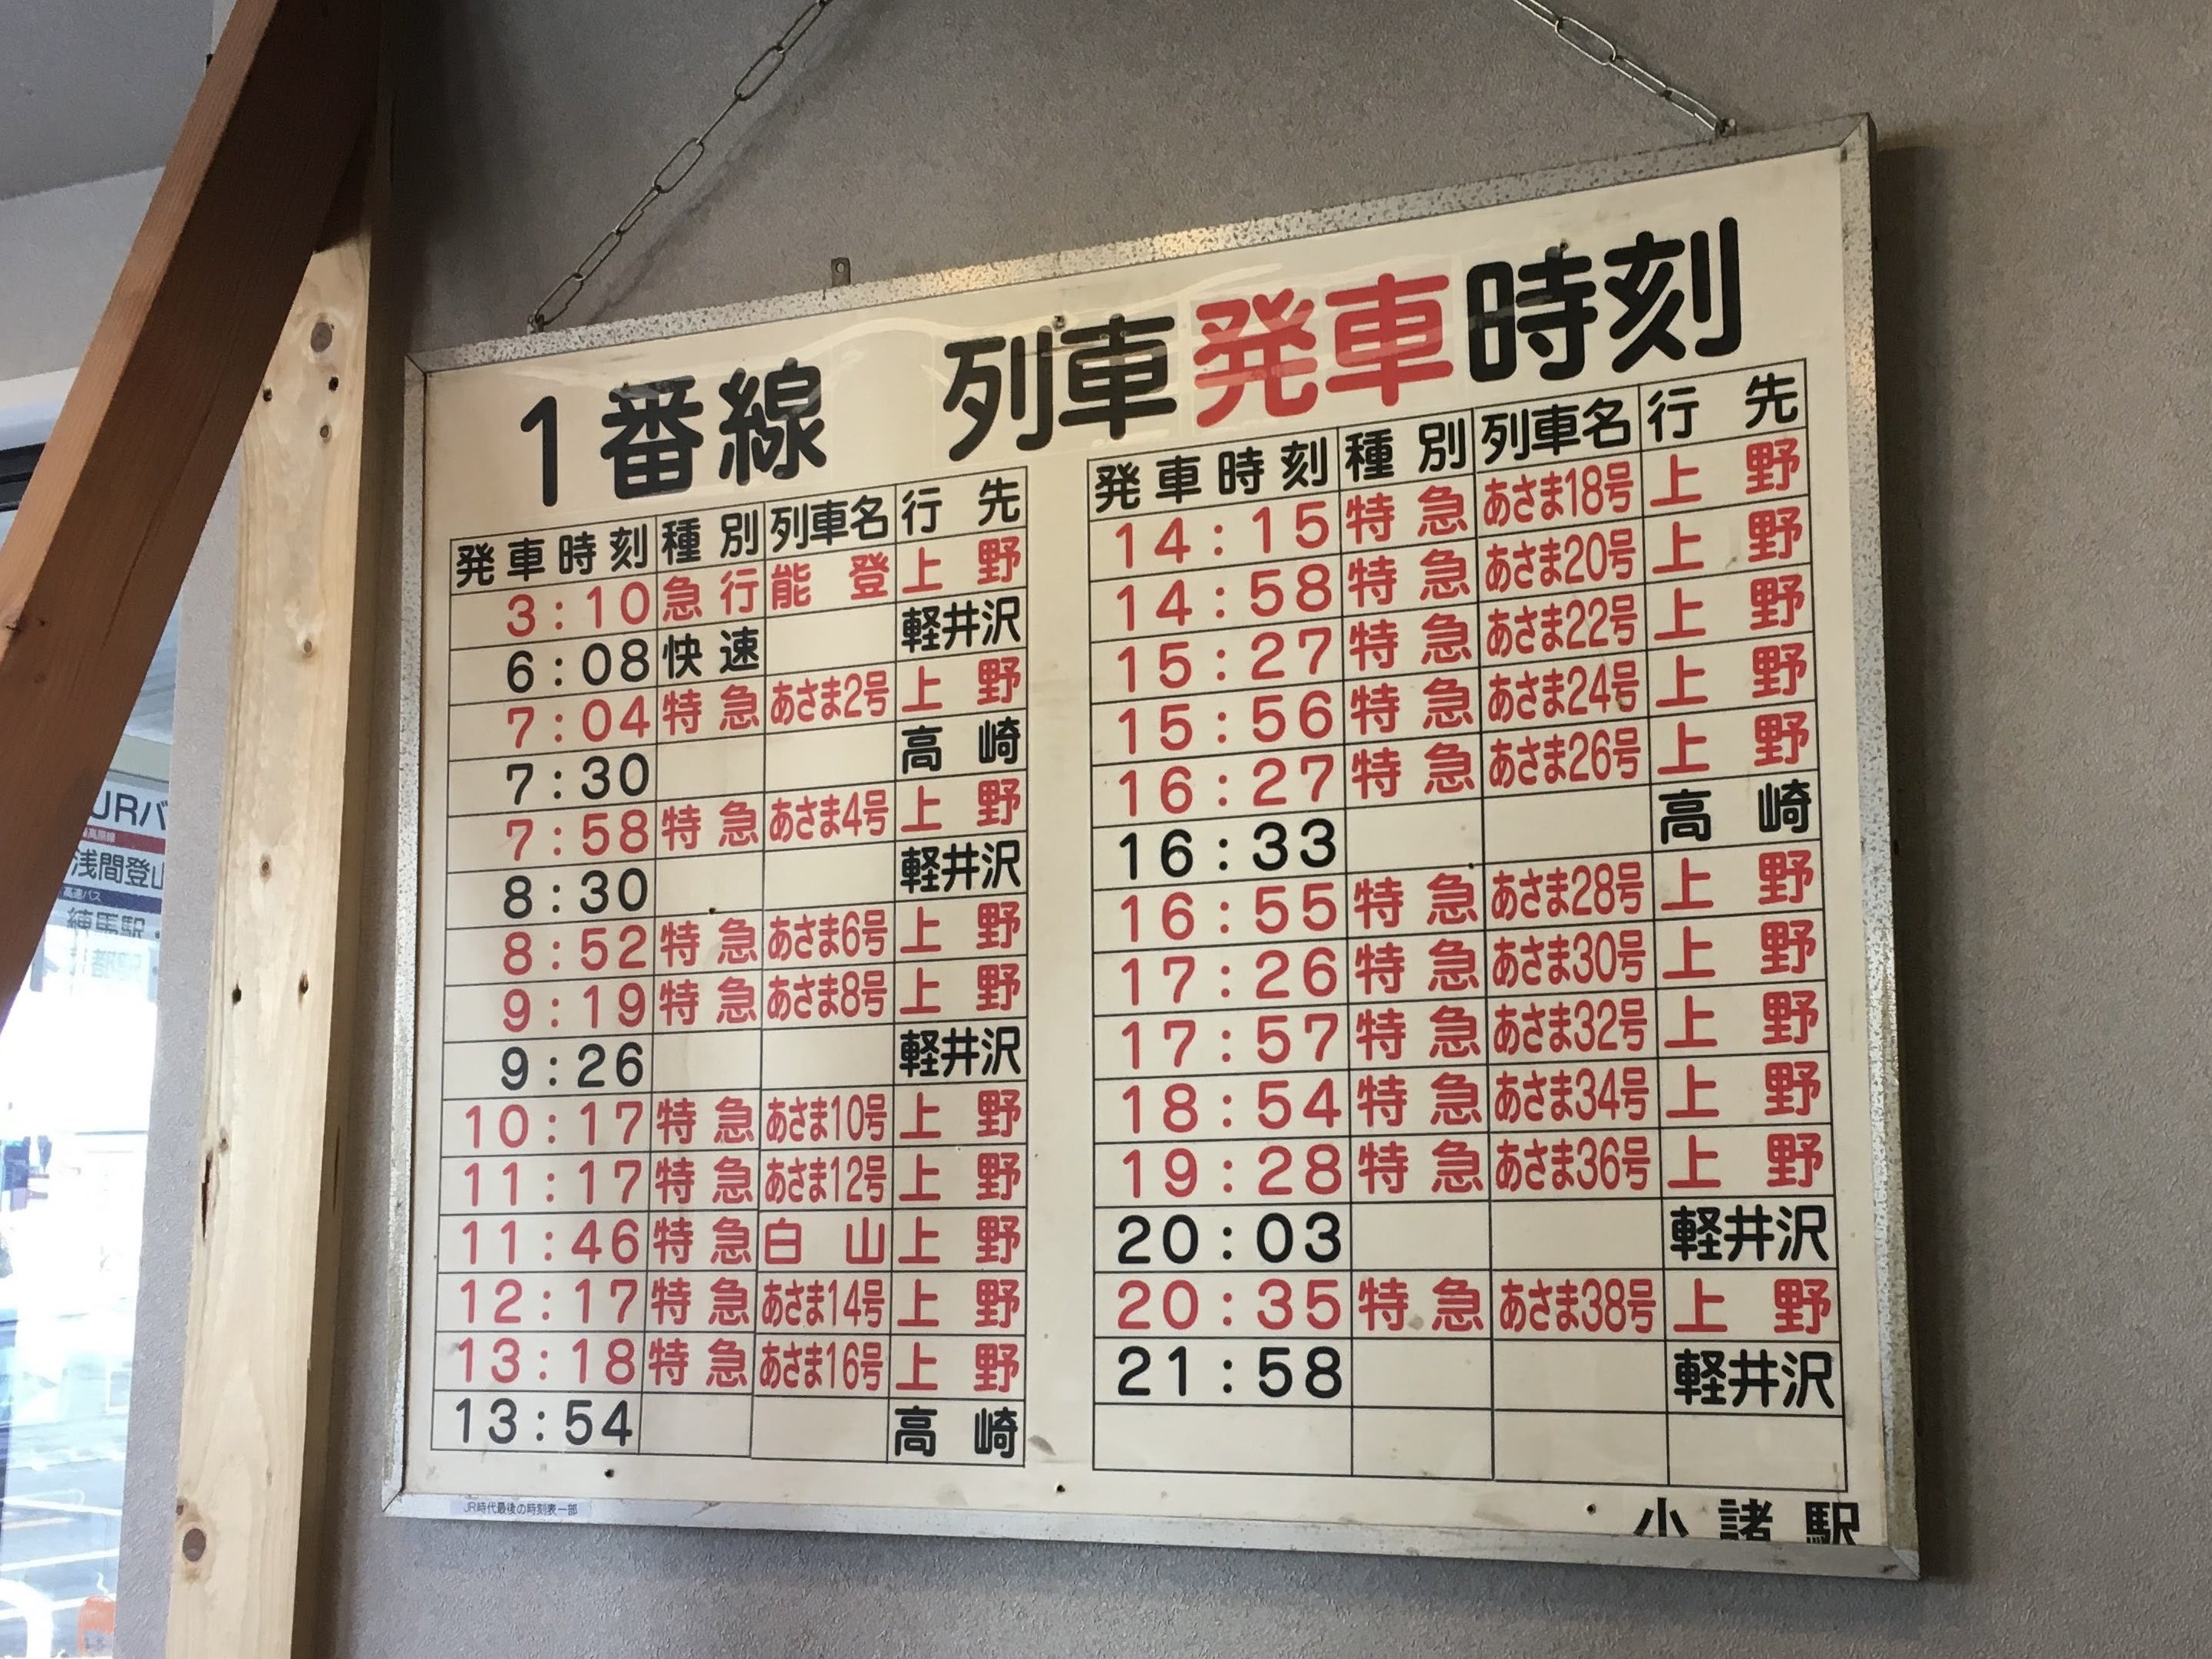 1番線 列車発車時刻
発車時刻 種別 列車名 行先
3:10 急行 能登 上野
6:08 快速 軽井沢
7:04 特急 あさま2号 上野
7:30 高崎
7:58 特急 あさま4号 上野
8:30 軽井沢
8:52 特急 あさま6号 上野
9:19 特急 あさま8号 上野
9:26 軽井沢
10:17 特急 あさま10号 上野
11:17 特急 あさま12号 上野
11:46 特急 白山 上野
12:17 特急 あさま14号 上野
13:18 特急 あさま16号 上野
13:54 高崎
発車時刻 種別 列車名 行先
14:15 特急 あさま18号 上野
14:58 特急 あさま20号 上野
15:27 特急 あさま22号 上野
15:56 特急 あさま24号 上野
16:27 特急 あさま26号 上野
16:33 高崎
16:55 特急 あさま28号 上野
17:26 特急 あさま30号 上野
17:57 特急 あさま32号 上野
18:54 特急 あさま34号 上野
19:28 特急 あさま36号 上野
20:03 軽井沢
20:35 特急 あさま38号 上野
21:58 軽井沢
小諸駅
JR時代最後の時刻表一部
JRバ
浅間登山
高速バス
練馬駅・